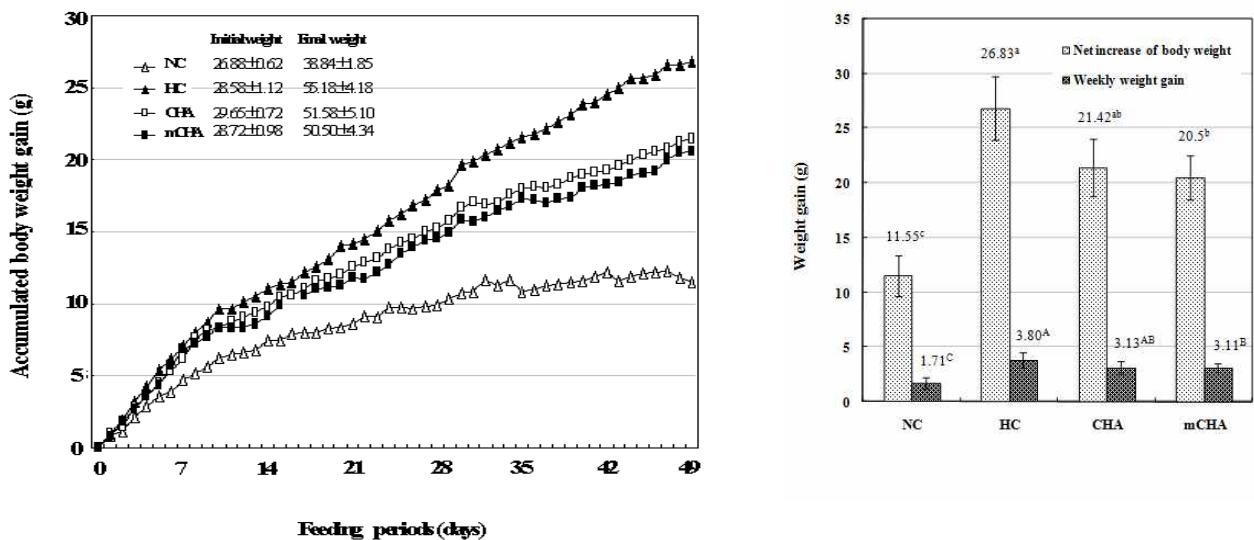 30
25
20
15
10
5
0
Accumulated body weight gain (g)
Initial weight Final weight
NC 26.88±0.62 38.84±1.85
HC 28.58±1.12 55.18±4.18
CHA 29.65±0.72 51.58±5.10
mCHA 28.72±0.98 50.50±4.34
0 7 14 21 28 35 42 49
Feeding periods (days)
Net increase of body weight
Weekly weight gain
35
30
25
20
15
10
5
0
Weight gain (g)
11.55ᶜ
1.71ᶜ
26.83ᵃ
3.80ᴬ
21.42ᵃᵇ
3.13ᴬᴮ
20.5ᵇ
3.11ᴮ
NC HC CHA mCHA